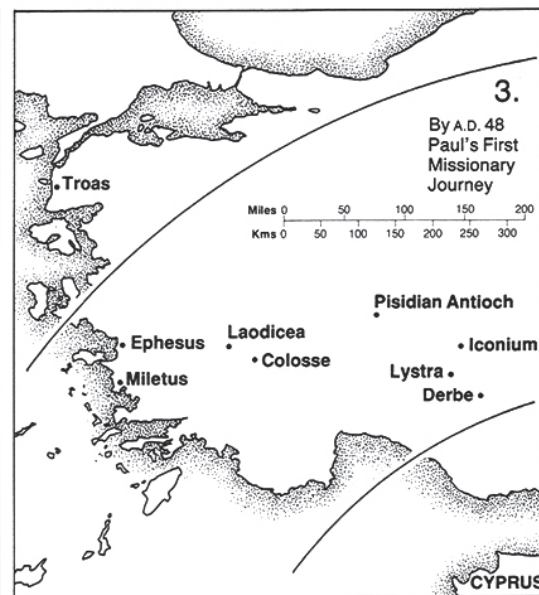 3.
By A.D. 48
Paul's First
Missionary
Journey
Troas
Miles 0 50 100 150 200
Kms 0 50 100 150 200 250 300
Pisidian Antioch
Ephesus
Laodicea
Iconium
Colosse
Lystra
Miletus
Derbe
CYPRUS